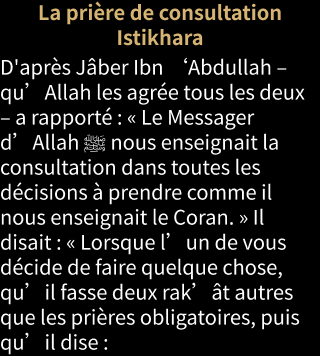 La prière de consultation
Istikhara
D'après Jâber Ibn ‘Abdullah –
qu’Allah les agrée tous les deux
– a rapporté : « Le Messager
d’Allah ﷺ nous enseignait la
consultation dans toutes les
décisions à prendre comme il
nous enseignait le Coran. » Il
disait : « Lorsque l’un de vous
décide de faire quelque chose,
qu’il fasse deux rak’ât autres
que les prières obligatoires, puis
qu’il dise :